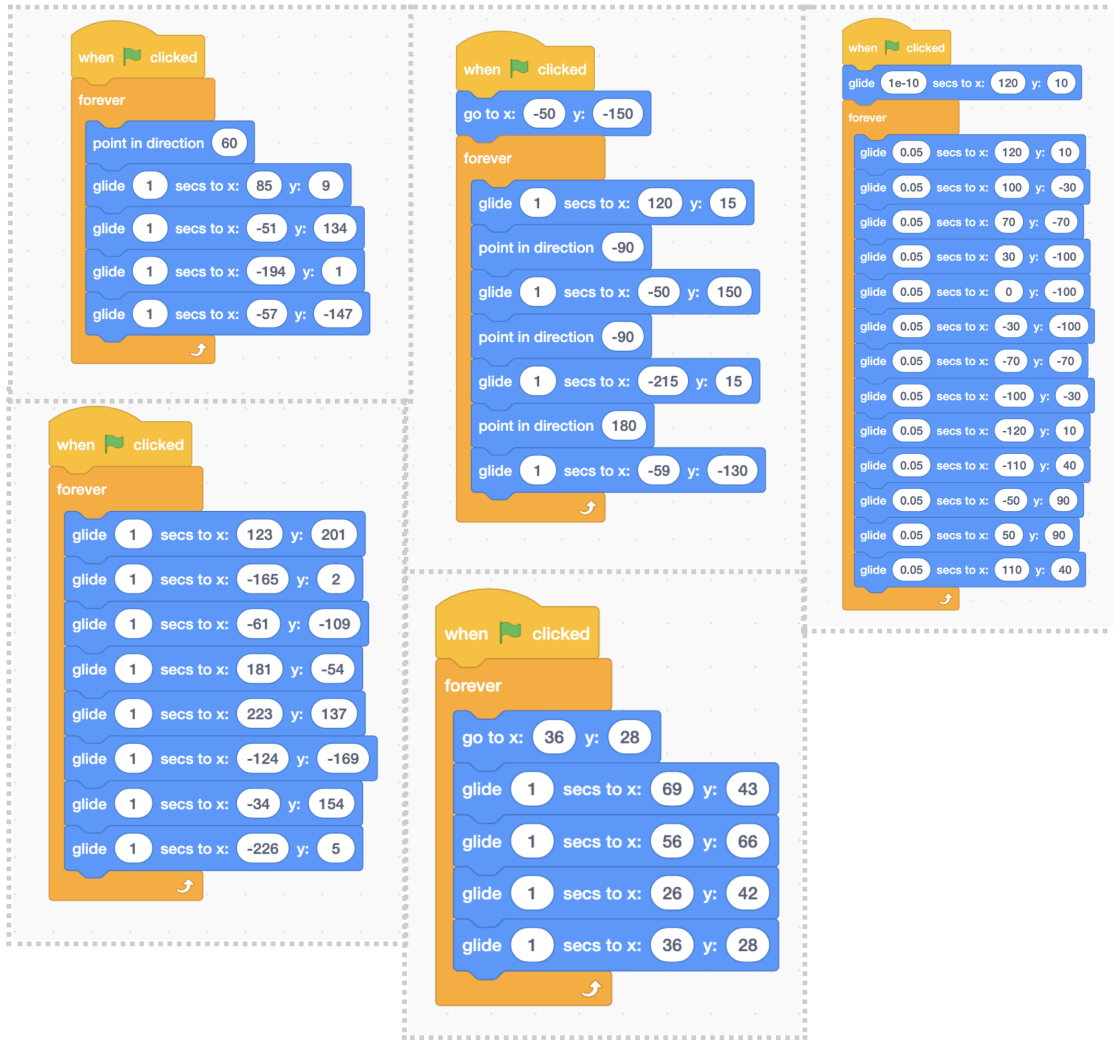 when clicked
forever
point in direction 60
glide 1 secs to x: 85 y: 9
glide 1 secs to x: -51 y: 134
glide 1 secs to x: -194 y: 1
glide 1 secs to x: -57 y: -147
when clicked
go to x: -50 y: -150
forever
glide 1 secs to x: 120 y: 15
point in direction -90
glide 1 secs to x: -50 y: 150
point in direction -90
glide 1 secs to x: -215 y: 15
point in direction 180
glide 1 secs to x: -59 y: -130
when clicked
glide 1e-10 secs to x: 120 y: 10
forever
glide 0.05 secs to x: 120 y: 10
glide 0.05 secs to x: 100 y: -30
glide 0.05 secs to x: 70 y: -70
glide 0.05 secs to x: 30 y: -100
glide 0.05 secs to x: 0 y: -100
glide 0.05 secs to x: -30 y: -100
glide 0.05 secs to x: -70 y: -70
glide 0.05 secs to x: -100 y: -30
glide 0.05 secs to x: -120 y: 10
glide 0.05 secs to x: -110 y: 40
glide 0.05 secs to x: -50 y: 90
glide 0.05 secs to x: 50 y: 90
glide 0.05 secs to x: 110 y: 40
when clicked
forever
glide 1 secs to x: 123 y: 201
glide 1 secs to x: -165 y: 2
glide 1 secs to x: -61 y: -109
glide 1 secs to x: 181 y: -54
glide 1 secs to x: 223 y: 137
glide 1 secs to x: -124 y: -169
glide 1 secs to x: -34 y: 154
glide 1 secs to x: -226 y: 5
when clicked
forever
go to x: 36 y: 28
glide 1 secs to x: 69 y: 43
glide 1 secs to x: 56 y: 66
glide 1 secs to x: 26 y: 42
glide 1 secs to x: 36 y: 28